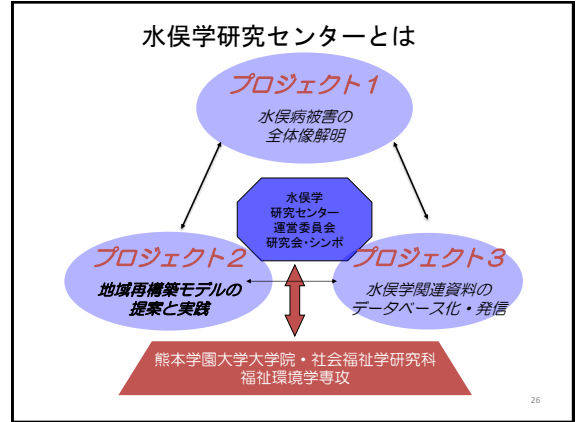 水俣学研究センターとは
プロジェクト1
水俣病被害の
全体像解明
水俣学
研究センター
運営委員会
研究会・シンポ
プロジェクト2
地域再構築モデルの
提案と実践
プロジェクト3
水俣学関連資料の
データベース化・発信
熊本学園大学大学院・社会福祉学研究科
福祉環境学専攻
26